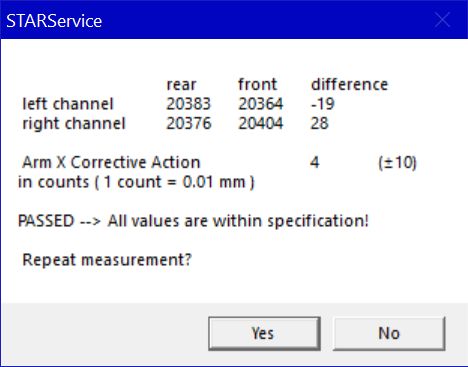 STARService
rear front difference
left channel 20383 20364 -19
right channel 20376 20404 28
Arm X Corrective Action 4 (±10)
in counts ( 1 count = 0.01 mm )
PASSED --> All values are within specification!
Repeat measurement?
Yes No